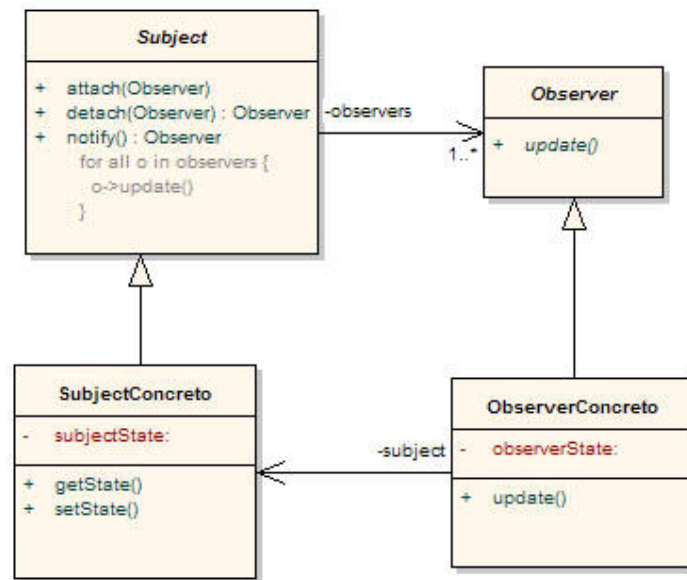 Subject
+ attach(Observer)
+ detach(Observer) : Observer
+ notify() : Observer
for all o in observers {
o->update()
}
-observers
1..*
Observer
+ update()
SubjectConcreto
- subjectState:
+ getState()
+ setState()
-subject
ObserverConcreto
- observerState:
+ update()